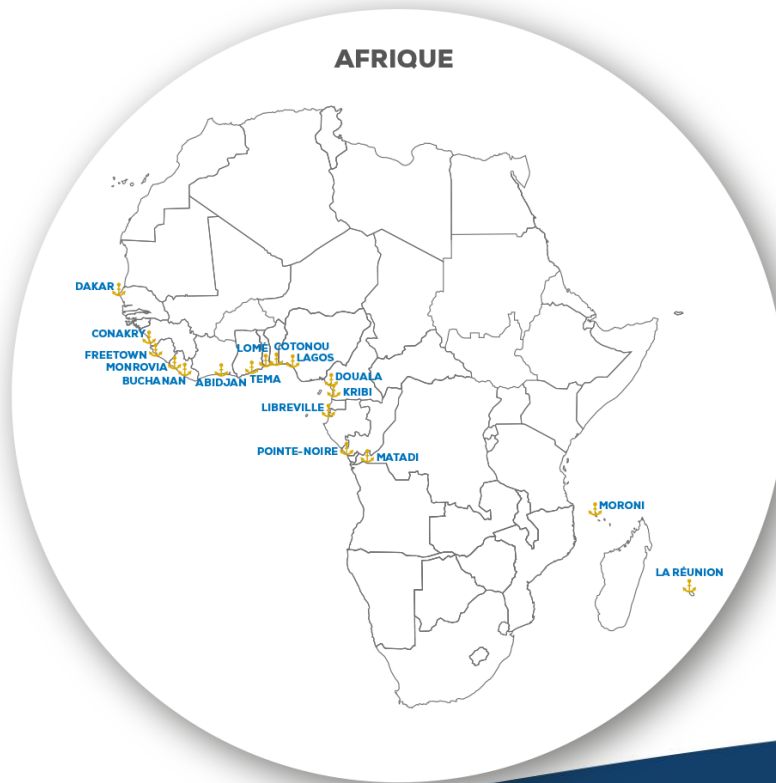 AFRIQUE
DAKAR
CONAKRY
FREETOWN
MONROVIA
BUCHANAN
ABIDJAN
TEMA
LOMÉ
COTONOU
LAGOS
DOUALA
KRIBI
LIBREVILLE
POINTE-NOIRE
MATADI
MORONI
LA RÉUNION